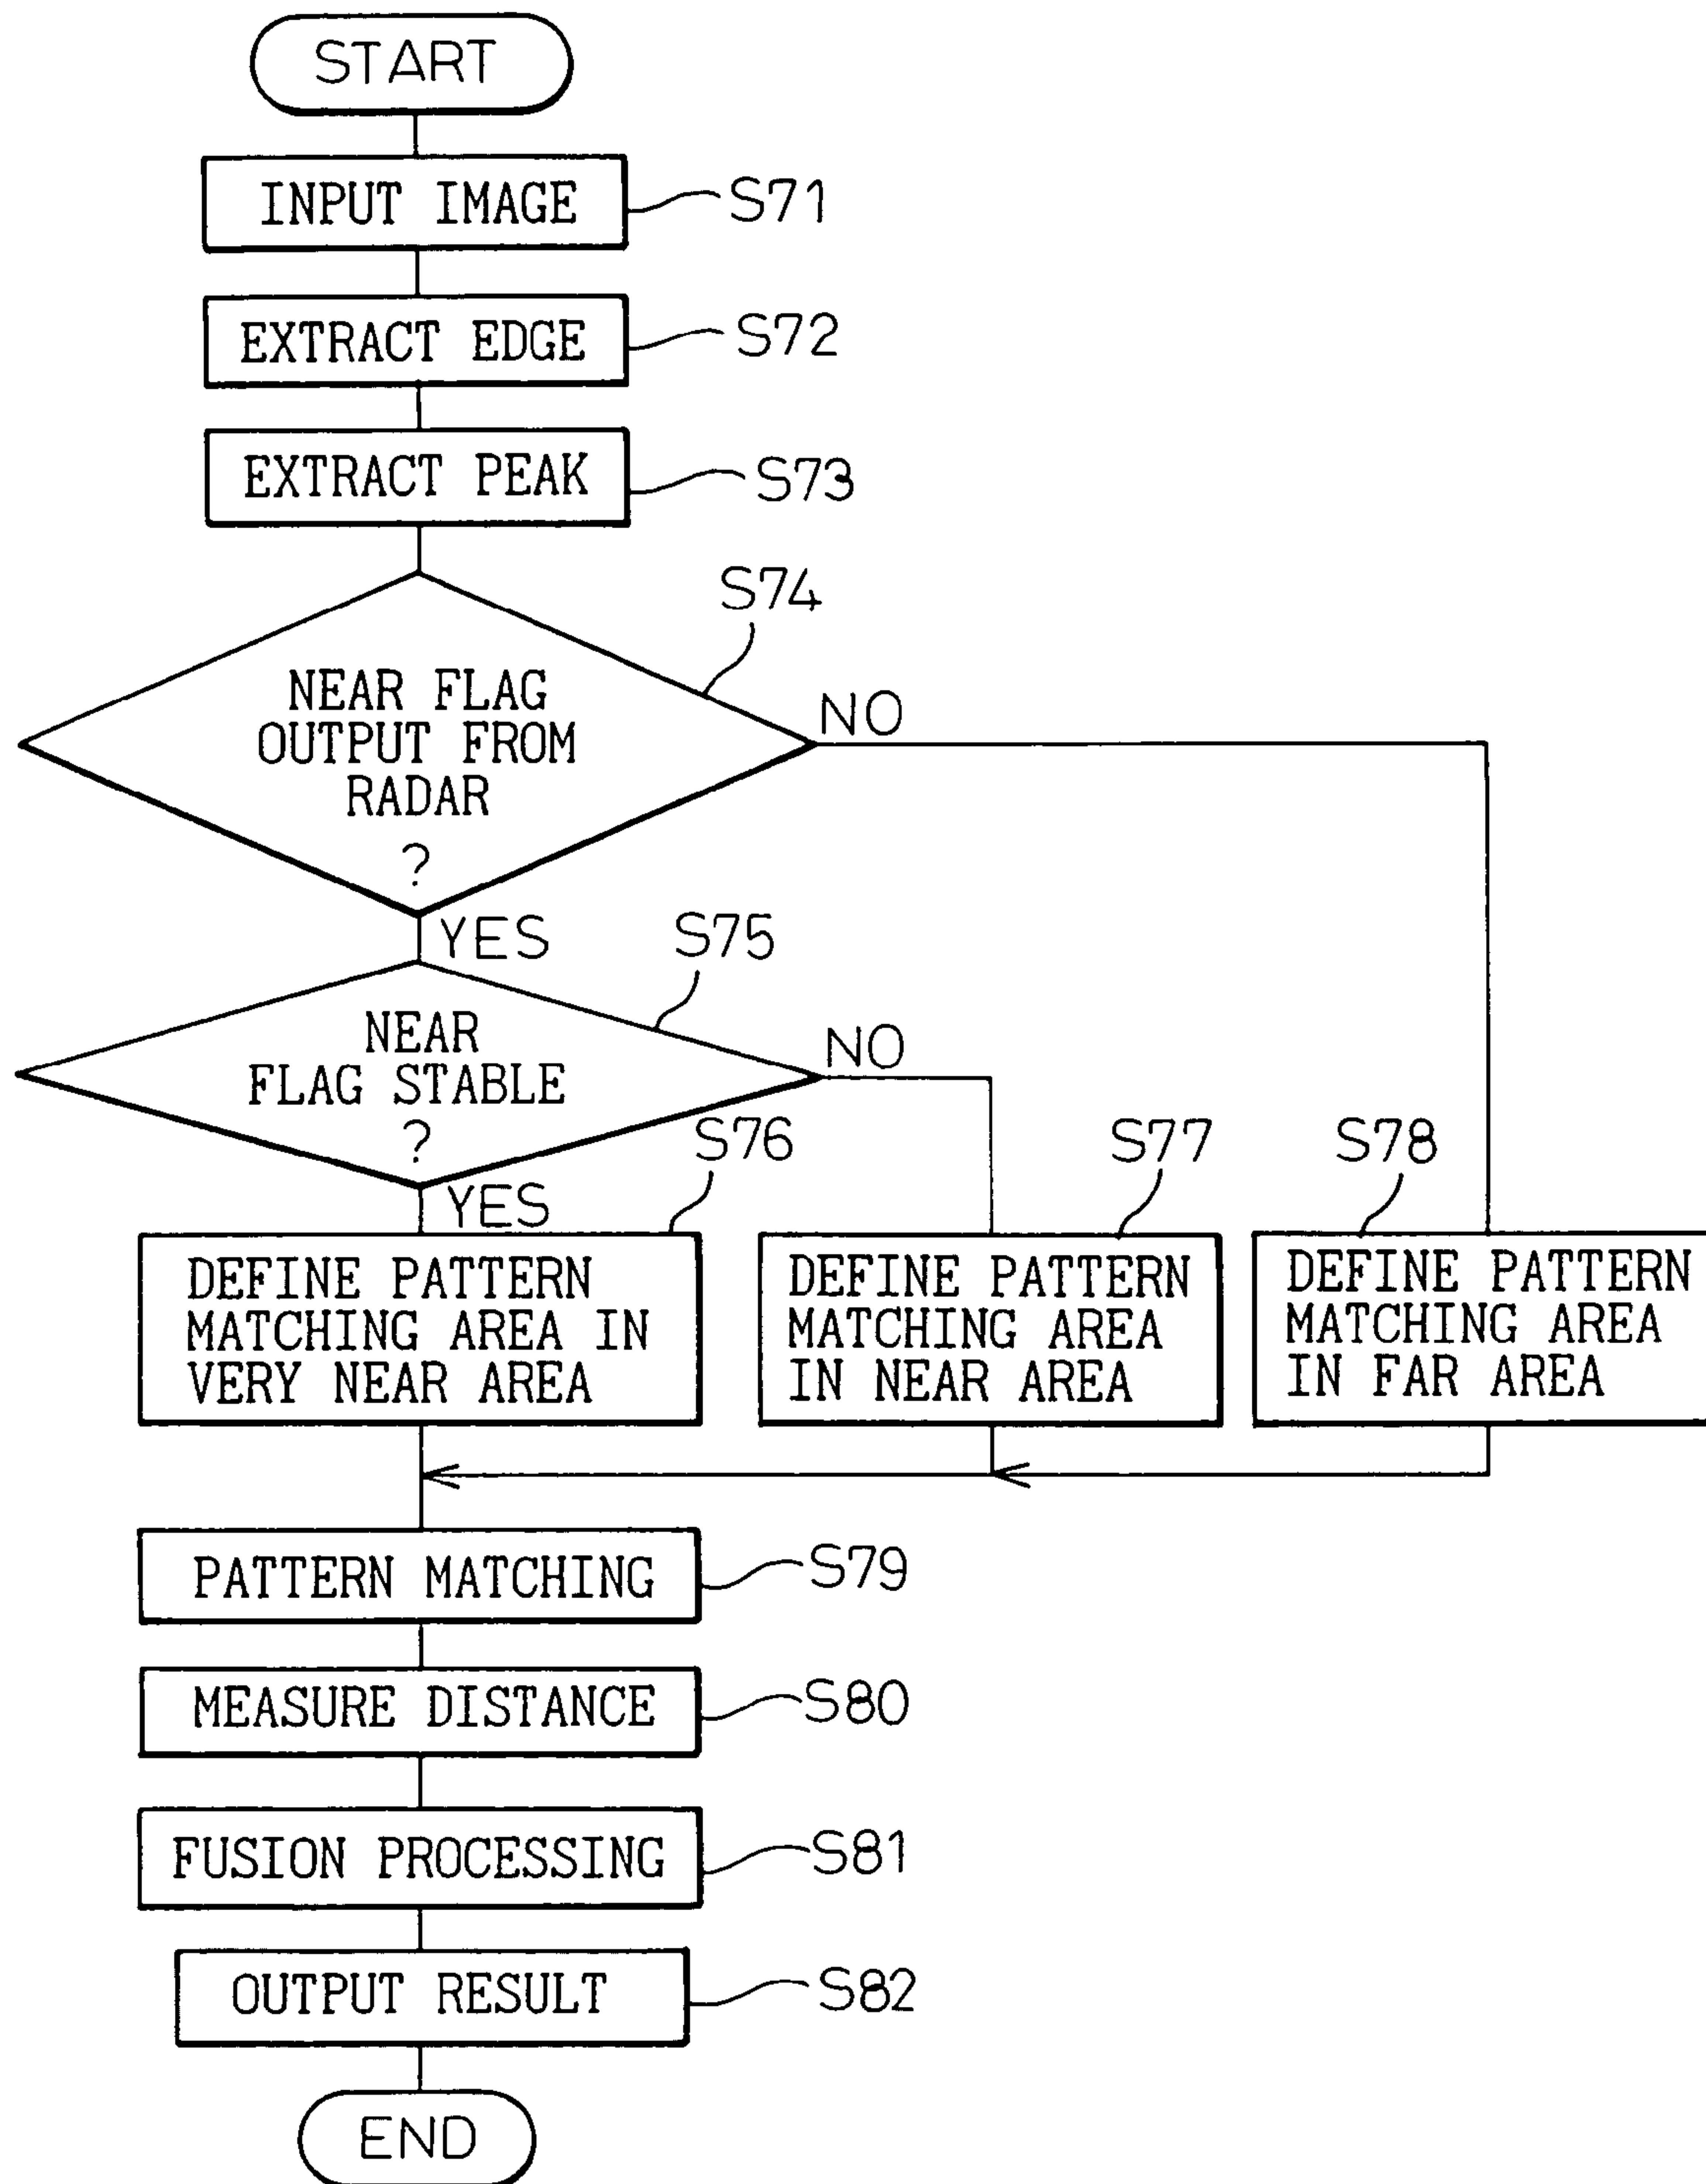 START
INPUT IMAGE
S71
EXTRACT EDGE
S72
EXTRACT PEAK
S73
S74
NEAR FLAG
OUTPUT FROM
RADAR
?
NO
YES
S75
NEAR
FLAG STABLE
?
NO
YES
S76
S77
S78
DEFINE PATTERN
MATCHING AREA IN
VERY NEAR AREA
DEFINE PATTERN
MATCHING AREA
IN NEAR AREA
DEFINE PATTERN
MATCHING AREA
IN FAR AREA
PATTERN MATCHING
S79
MEASURE DISTANCE
S80
FUSION PROCESSING
S81
OUTPUT RESULT
S82
END